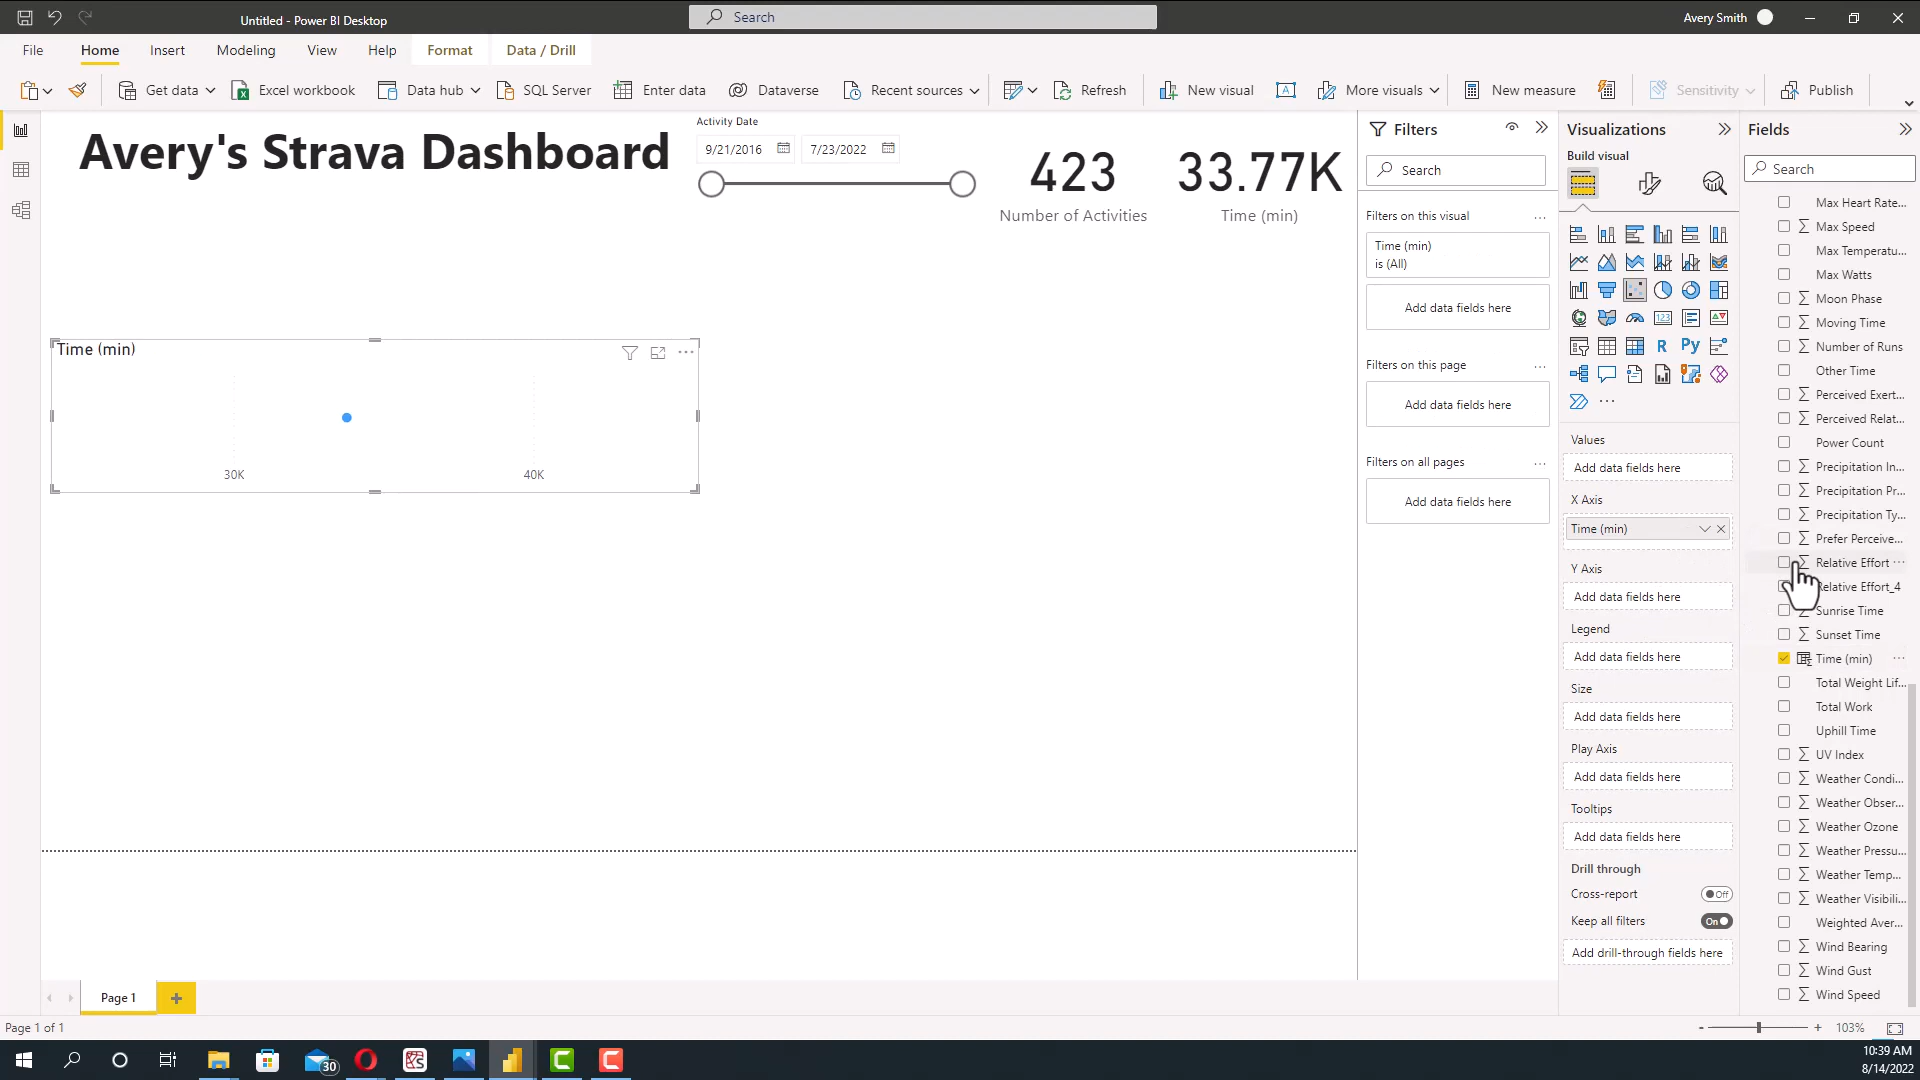 Untitled - Power BI Desktop
Search
Avery Smith
File
Home
Insert
Modeling
View
Help
Format
Data / Drill
Get data
Excel workbook
Data hub
SQL Server
Enter data
Dataverse
Recent sources
Refresh
New visual
More visuals
New measure
Sensitivity
Publish
Avery's Strava Dashboard
Activity Date
9/21/2016
7/23/2022
423
Number of Activities
33.77K
Time (min)
Time (min)
30K
40K
Filters
Search
Filters on this visual
...
Time (min)
is (All)
Add data fields here
Filters on this page
...
Add data fields here
Filters on all pages
...
Add data fields here
Visualizations
Build visual
123
R
Py
...
Values
Add data fields here
X Axis
Time (min)
Y Axis
Add data fields here
Legend
Add data fields here
Size
Add data fields here
Play Axis
Add data fields here
Tooltips
Add data fields here
Drill through
Cross-report
Off
Keep all filters
On
Add drill-through fields here
Fields
Search
Max Heart Rate...
Max Speed
Max Temperatu...
Max Watts
Moon Phase
Moving Time
Number of Runs
Other Time
Perceived Exert...
Perceived Relat...
Power Count
Precipitation In...
Precipitation Pr...
Precipitation Ty...
Prefer Perceive...
Relative Effort
Relative Effort_4
Sunrise Time
Sunset Time
Time (min)
Total Weight Lif...
Total Work
Uphill Time
UV Index
Weather Condi...
Weather Obser...
Weather Ozone
Weather Pressu...
Weather Temp...
Weather Visibili...
Weighted Aver...
Wind Bearing
Wind Gust
Wind Speed
Page 1
Page 1 of 1
103%
30
10:39 AM
8/14/2022